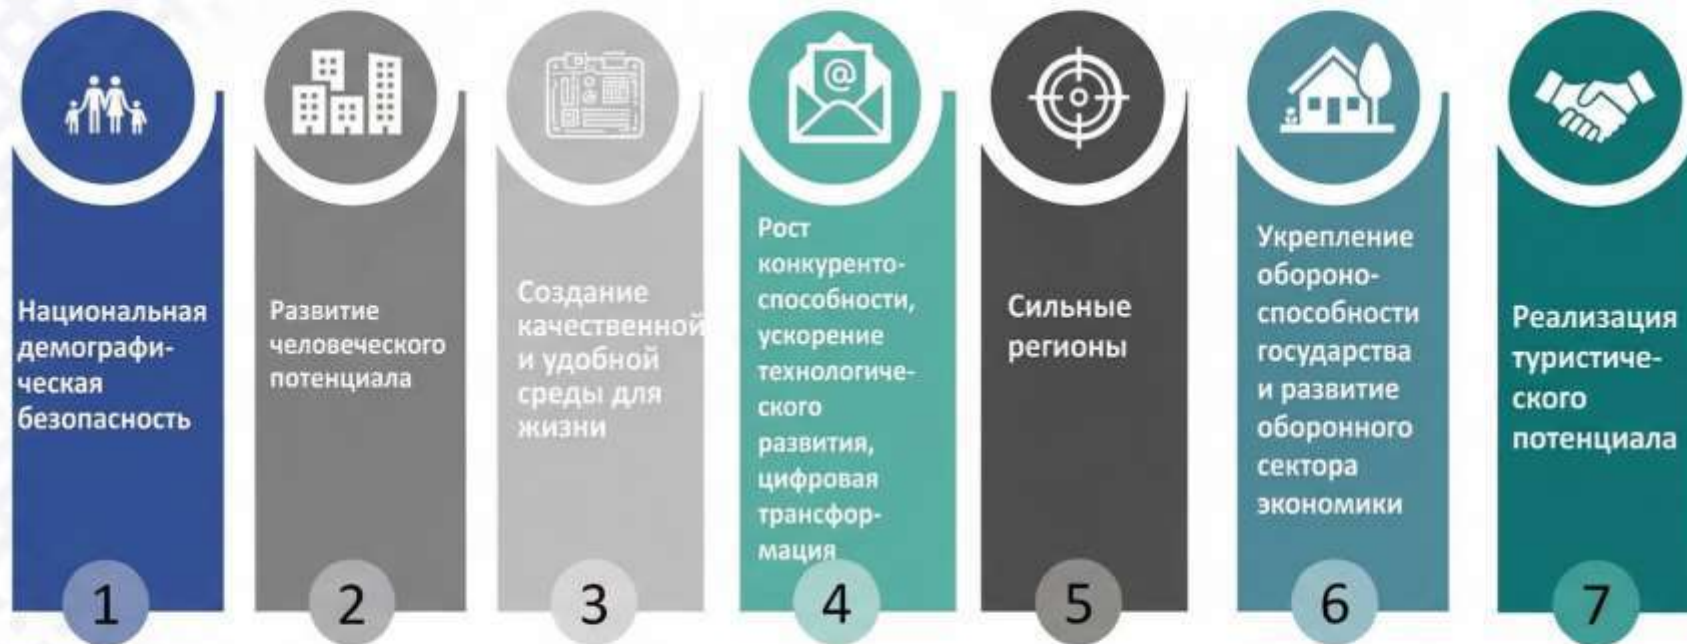 @
Национальная
демографи-
ческая
безопасность
1
Развитие
человеческого
потенциала
2
Создание
качественной
и удобной
среды для
жизни
3
Рост
конкуренто-
способности,
ускорение
технологиче-
ского
развития,
цифровая
трансфор-
мация
4
Сильные
регионы
5
Укрепление
обороно-
способности
государства
и развитие
оборонного
сектора
экономики
6
Реализация
туристиче-
ского
потенциала
7